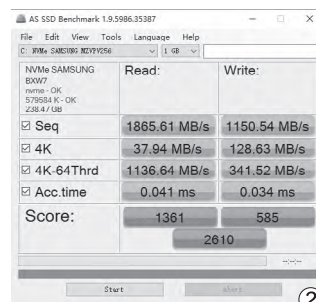 AS SSD Benchmark 1.9.5986.35387
File Edit View Tools Language Help
C: NVMe SAMSUNG MZVPV256 1 GB
NVMe SAMSUNG
BXW7
nvme - OK
579584 K - OK
238.47 GB
Read: Write:
Seq 1865.61 MB/s 1150.54 MB/s
4K 37.94 MB/s 128.63 MB/s
4K-64Thrd 1136.64 MB/s 341.52 MB/s
Acc.time 0.041 ms 0.034 ms
Score: 1361 585
2610
--:--:--
Start Abort
②